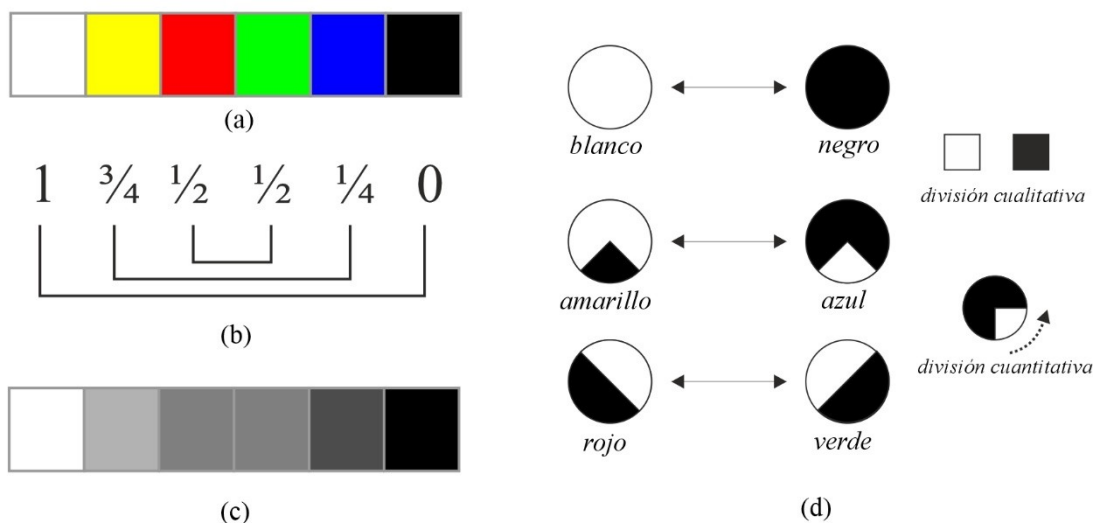 (a)
1 ¾ ½ ½ ¼ 0
(b)
(c)
blanco
negro
división cualitativa
amarillo
azul
división cuantitativa
rojo
verde
(d)